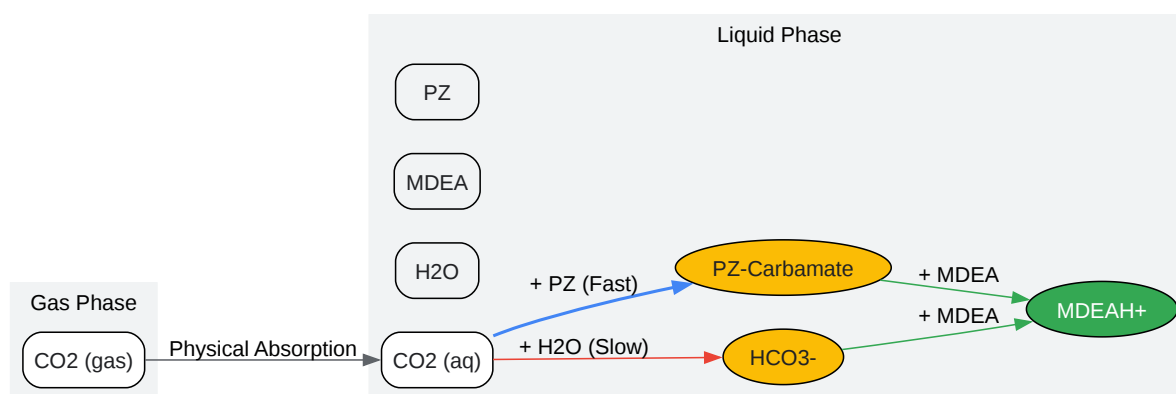 Liquid Phase
PZ
MDEA
H2O
PZ-Carbamate
+ PZ (Fast)
+ MDEA
Gas Phase
MDEAH+
+ MDEA
CO2 (gas)
Physical Absorption
CO2 (aq)
+ H2O (Slow)
HCO3-